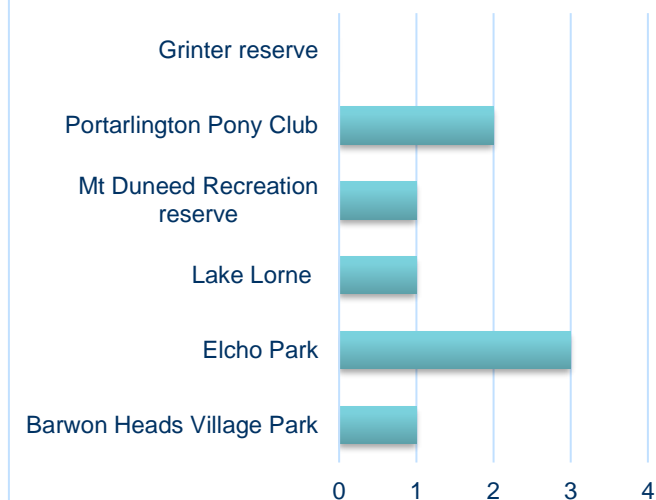 Grinter reserve
Portarlington Pony Club
Mt Duneed Recreation
reserve
Lake Lorne
Elcho Park
Barwon Heads Village Park
0 1 2 3 4